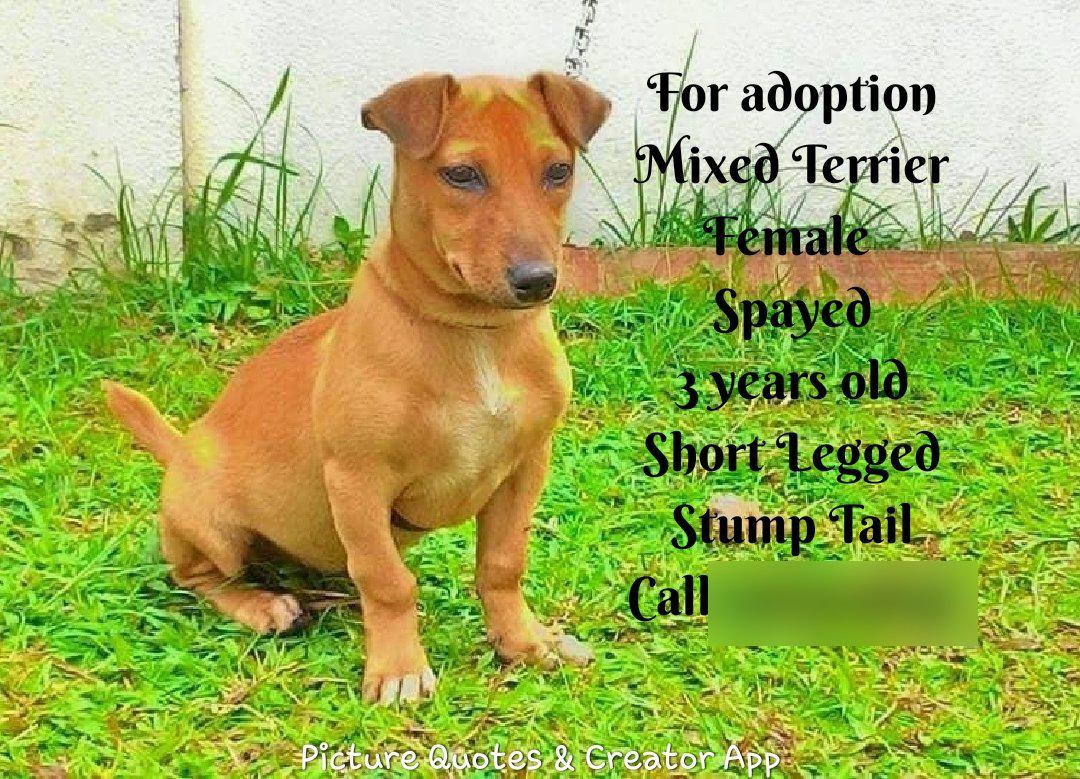 For adoption
Mixed Terrier
Female
Spayed
3 years old
Short Legged
Stump Tail
Call
Picture Quotes & Creator App